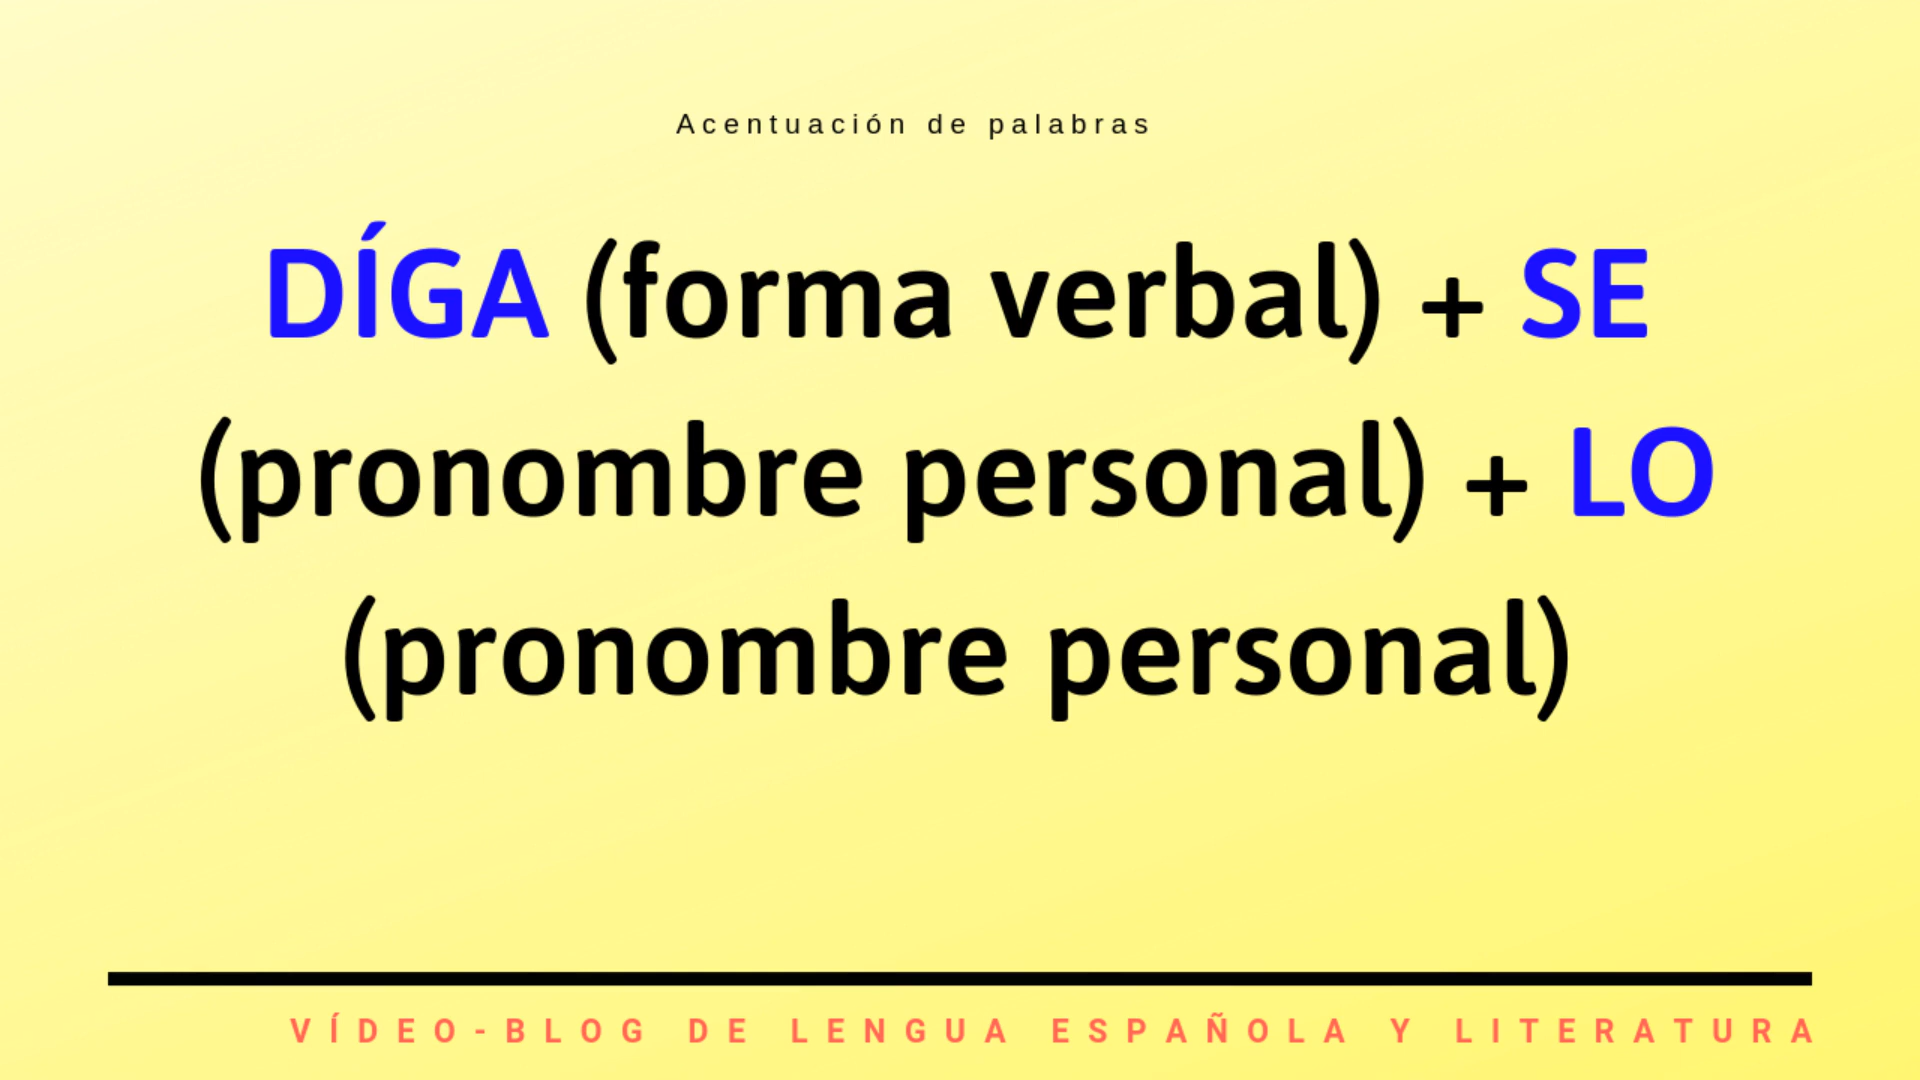 Acentuación de palabras
DÍGA (forma verbal) + SE
(pronombre personal) + LO
(pronombre personal)
VÍDEO-BLOG DE LENGUA ESPAÑOLA Y LITERATURA